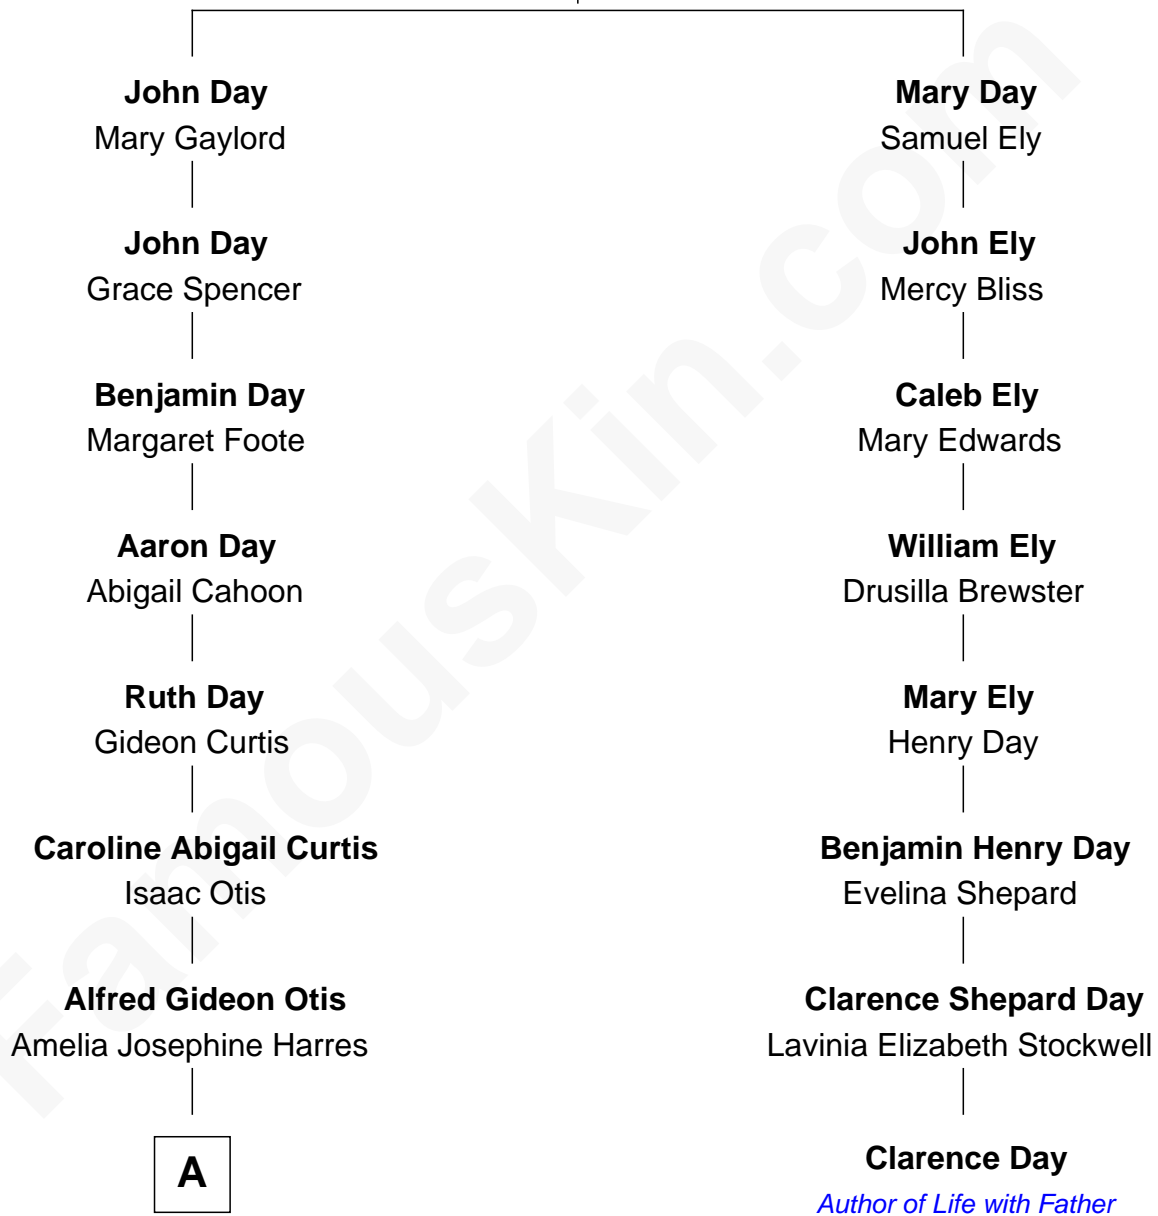 John Day
Mary Gaylord
John Day
Grace Spencer
Benjamin Day
Margaret Foote
Aaron Day
Abigail Cahoon
Ruth Day
Gideon Curtis
Caroline Abigail Curtis
Isaac Otis
Alfred Gideon Otis
Amelia Josephine Harres
A
Mary Day
Samuel Ely
John Ely
Mercy Bliss
Caleb Ely
Mary Edwards
William Ely
Drusilla Brewster
Mary Ely
Henry Day
Benjamin Henry Day
Evelina Shepard
Clarence Shepard Day
Lavinia Elizabeth Stockwell
Clarence Day
Author of Life with Father
FamousKin.com